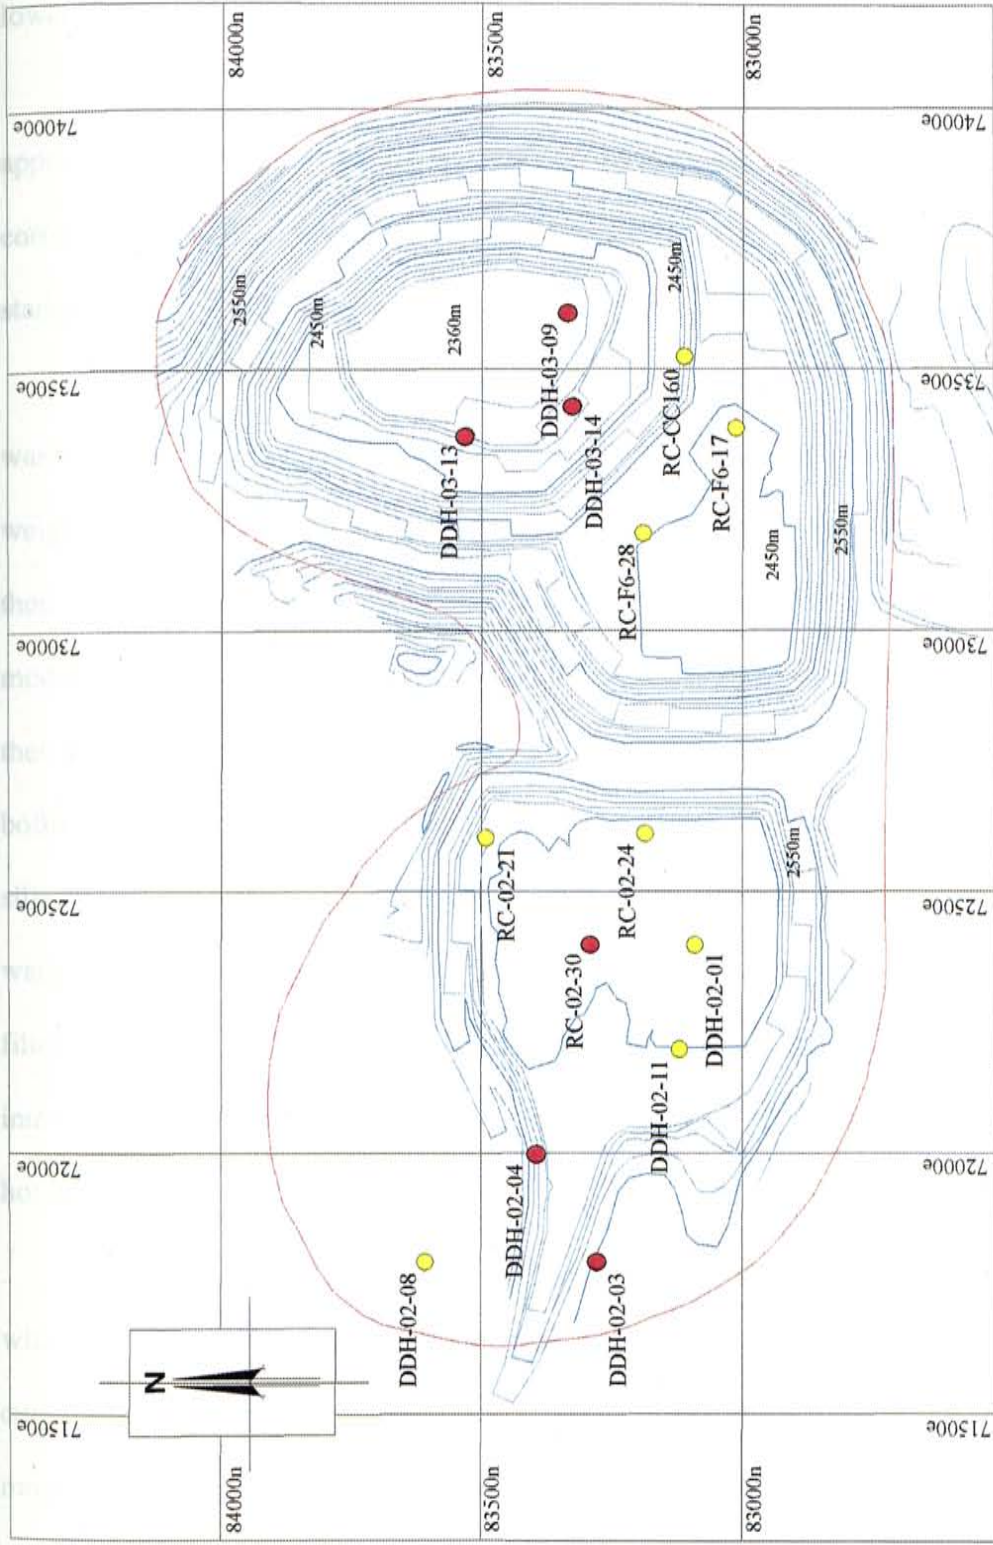 84000n
83500n
83000n
74000e
74000e
2550m
2450m
2360m
2450m
DDH-03-09
73500e
73500e
DDH-03-13
DDH-03-14
RC-CC160
RC-F6-17
RC-F6-28
2450m
2550m
73000e
73000e
RC-02-21
RC-02-24
2550m
72500e
72500e
RC-02-30
DDH-02-01
DDH-02-11
72000e
72000e
DDH-02-04
DDH-02-08
DDH-02-03
N
71500e
71500e
84000n
83500n
83000n